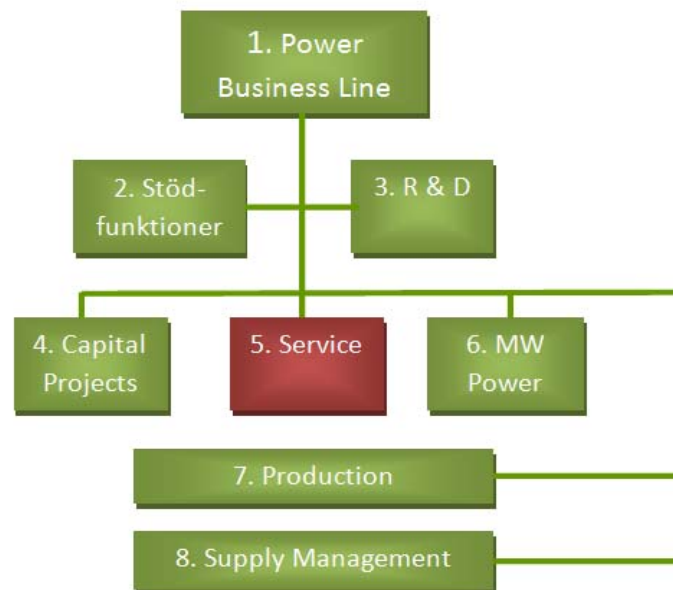 1. Power
Business Line
2. Stöd-
funktioner
3. R & D
4. Capital
Projects
5. Service
6. MW
Power
7. Production
8. Supply Management